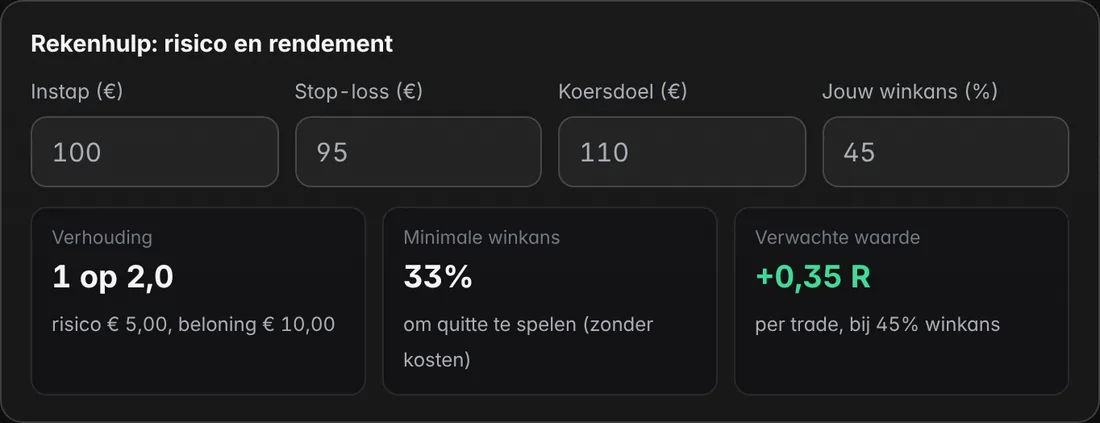 Rekenhulp: risico en rendement
Instap (€)
Stop-loss (€)
Koersdoel (€)
Jouw winkans (%)
100
95
110
45
Verhouding
1 op 2,0
risico € 5,00, beloning € 10,00
Minimale winkans
33%
om quitte te spelen (zonder
kosten)
Verwachte waarde
+0,35 R
per trade, bij 45% winkans